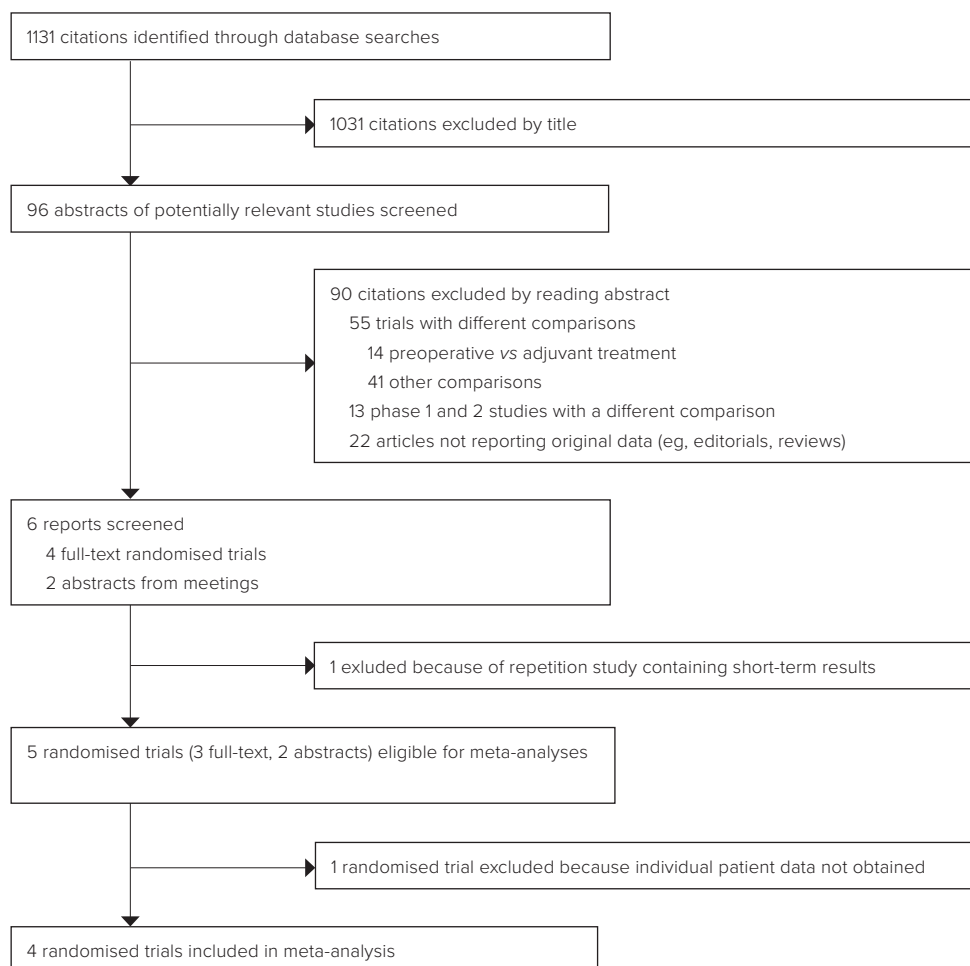 1131 citations identified through database searches
1031 citations excluded by title
96 abstracts of potentially relevant studies screened
90 citations excluded by reading abstract
55 trials with different comparisons
14 preoperative vs adjuvant treatment
41 other comparisons
13 phase 1 and 2 studies with a different comparison
22 articles not reporting original data (eg, editorials, reviews)
6 reports screened
4 full-text randomised trials
2 abstracts from meetings
1 exluded because of repetition study containing short-term results
5 randomised trials (3 full-text, 2 abstracts) eligible for meta-analyses
1 randomised trial excluded because individual patient data not obtained
4 randomised trials included in meta-analysis